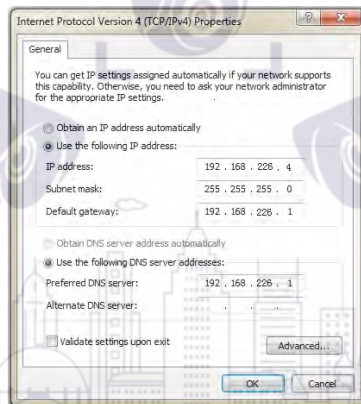 Internet Protocol Version 4 (TCP/IPv4) Properties
General
You can get IP settings assigned automatically if your network supports
this capability. Otherwise, you need to ask your network administrator
for the appropriate IP settings.
Obtain an IP address automatically
Use the following IP address:
IP address: 192 . 168 . 226 . 4
Subnet mask: 255 . 255 . 255 . 0
Default gateway: 192 . 168 . 226 . 1
Obtain DNS server address automatically
Use the following DNS server addresses:
Preferred DNS server: 192 . 168 . 226 . 1
Alternate DNS server: . . .
Validate settings upon exit
Advanced...
OK Cancel